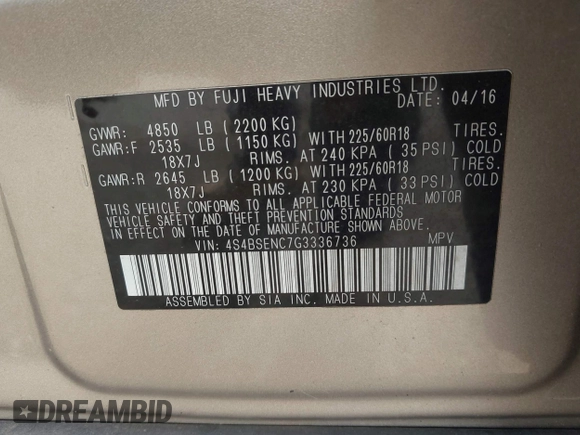 MFD BY FUJI HEAVY INDUSTRIES LTD.
DATE: 04/16
GVWR: 4850 LB (2200 KG)
GAWR:F 2535 LB (1150 KG) WITH 225/60R18 TIRES.
18X7J RIMS. AT 240 KPA (35 PSI) COLD
GAWR:R 2645 LB (1200 KG) WITH 225/60R18 TIRES.
18X7J RIMS. AT 230 KPA (33 PSI) COLD
THIS VEHICLE CONFORMS TO ALL APPLICABLE FEDERAL MOTOR
VEHICLE SAFETY AND THEFT PREVENTION STANDARDS
IN EFFECT ON THE DATE OF MANUFACTURE SHOWN ABOVE.
VIN: 4S4BSENC7G3336736 MPV
ASSEMBLED BY SIA INC. MADE IN U.S.A.
DREAMBID